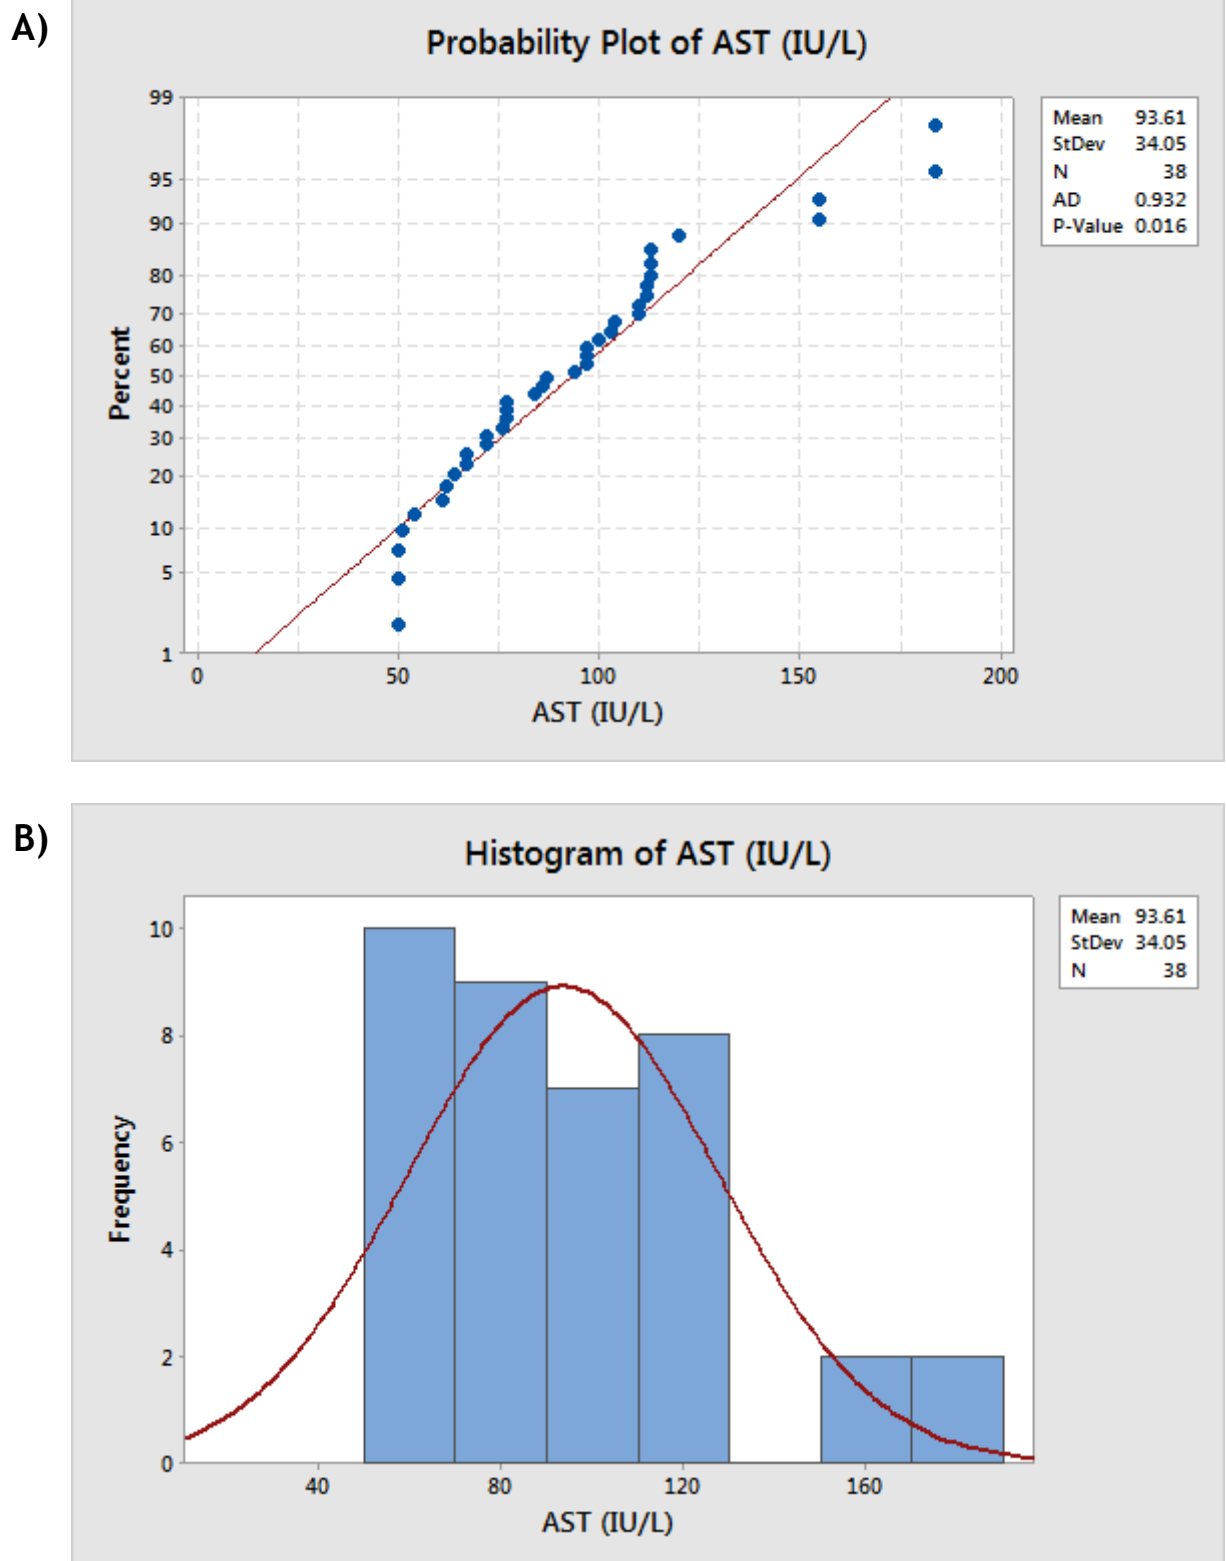 A)
Probability Plot of AST (IU/L)
99
95
90
80
70
60
50
40
30
20
10
5
1
Percent
0 50 100 150 200
AST (IU/L)
Mean 93.61
StDev 34.05
N 38
AD 0.932
P-Value 0.016
B)
Histogram of AST (IU/L)
10
8
6
4
2
0
Frequency
40 80 120 160
AST (IU/L)
Mean 93.61
StDev 34.05
N 38